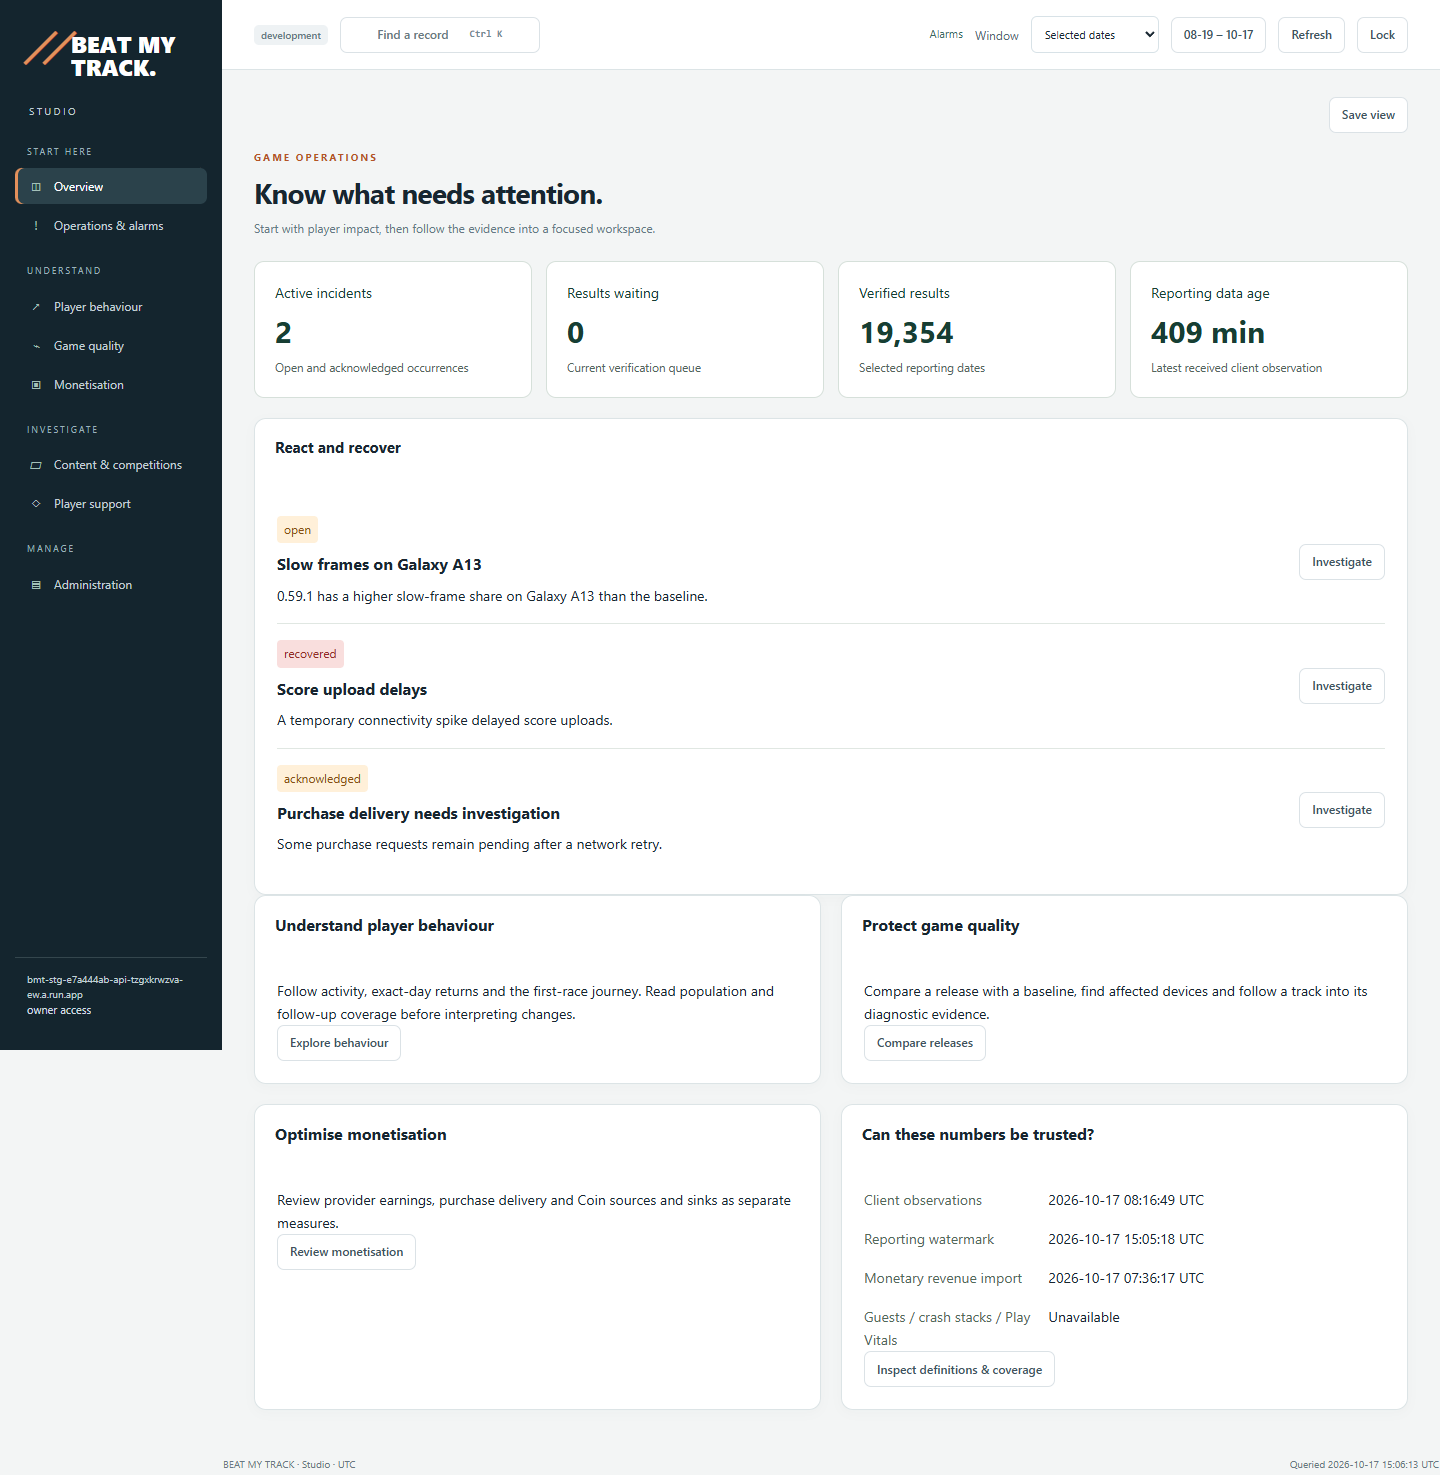 BEAT MY
TRACK.
STUDIO
START HERE
Overview
! Operations & alarms
UNDERSTAND
Player behaviour
Game quality
Monetisation
INVESTIGATE
Content & competitions
Player support
MANAGE
Administration
bmt-stg-e7a444ab-api-tzgxkrwzva-
ew.a.run.app
owner access
development
Find a record Ctrl K
Alarms
Window
Selected dates
08-19 – 10-17
Refresh
Lock
Save view
GAME OPERATIONS
Know what needs attention.
Start with player impact, then follow the evidence into a focused workspace.
Active incidents
2
Open and acknowledged occurrences
Results waiting
0
Current verification queue
Verified results
19,354
Selected reporting dates
Reporting data age
409 min
Latest received client observation
React and recover
open
Slow frames on Galaxy A13
0.59.1 has a higher slow-frame share on Galaxy A13 than the baseline.
Investigate
recovered
Score upload delays
A temporary connectivity spike delayed score uploads.
Investigate
acknowledged
Purchase delivery needs investigation
Some purchase requests remain pending after a network retry.
Investigate
Understand player behaviour
Follow activity, exact-day returns and the first-race journey. Read population and
follow-up coverage before interpreting changes.
Explore behaviour
Protect game quality
Compare a release with a baseline, find affected devices and follow a track into its
diagnostic evidence.
Compare releases
Optimise monetisation
Review provider earnings, purchase delivery and Coin sources and sinks as separate
measures.
Review monetisation
Can these numbers be trusted?
Client observations 2026-10-17 08:16:49 UTC
Reporting watermark 2026-10-17 15:05:18 UTC
Monetary revenue import 2026-10-17 07:36:17 UTC
Guests / crash stacks / Play Unavailable
Vitals
Inspect definitions & coverage
BEAT MY TRACK · Studio · UTC
Queried 2026-10-17 15:06:13 UTC